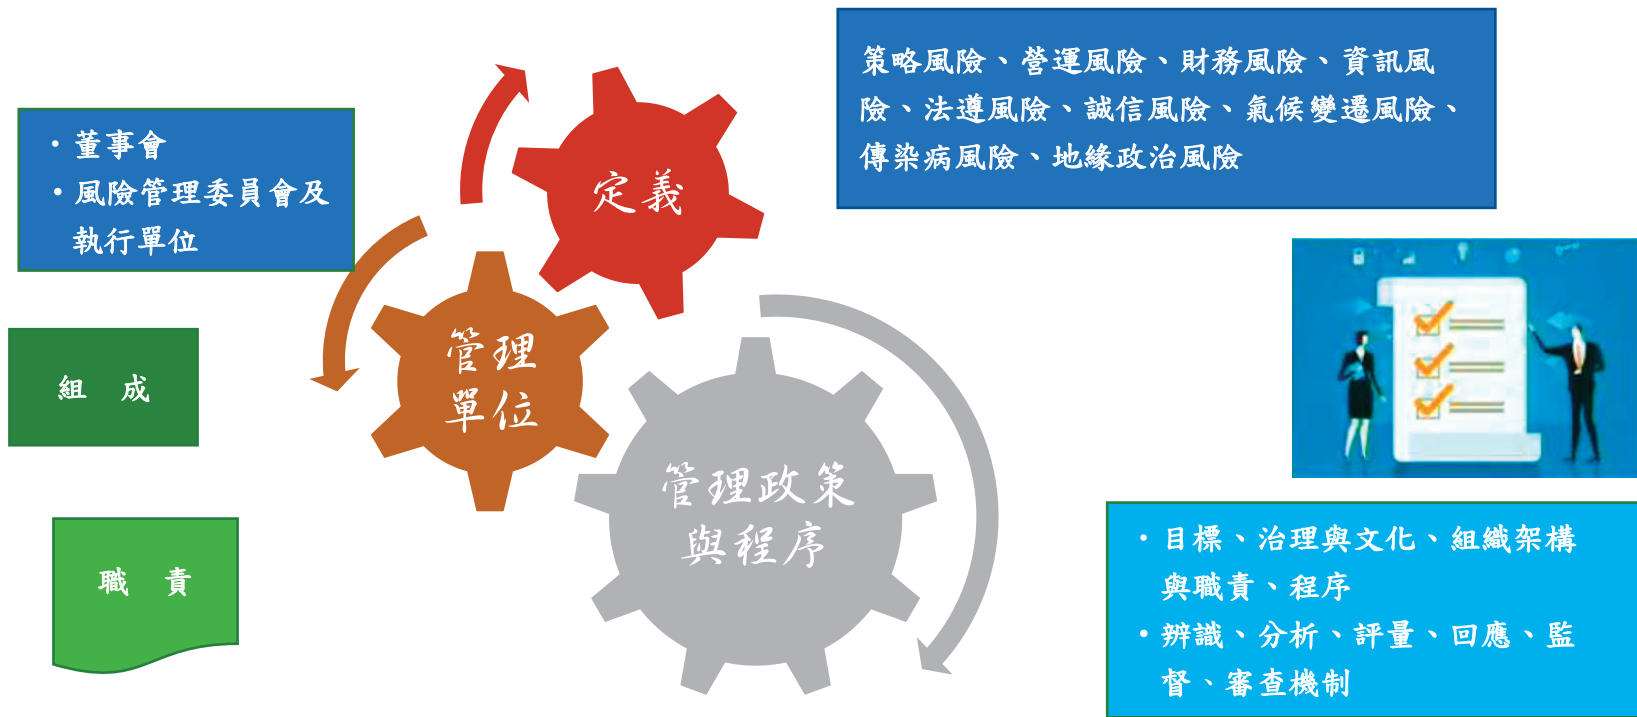 策略風險、營運風險、財務風險、資訊風
險、法遵風險、誠信風險、氣候變遷風險、
傳染病風險、地緣政治風險
・董事會
・風險管理委員會及
執行單位
定義
管理
單位
組 成
管理政策
與程序
職 責
・目標、治理與文化、組織架構
與職責、程序
・辨識、分析、評量、回應、監
督、審查機制